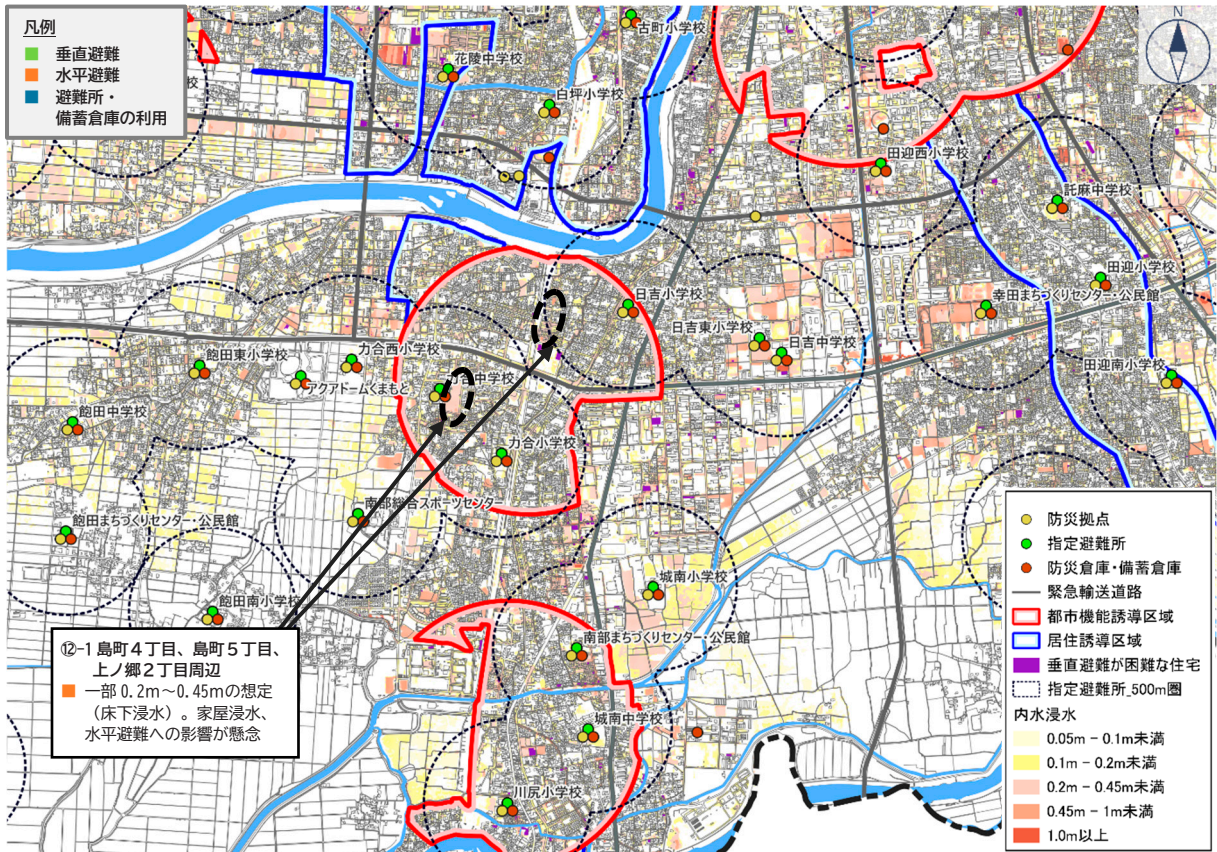 凡例
垂直避難
水平避難
避難所・
備蓄倉庫の利用
校
N
古町小学校
花陵中学校
白坪小学校
田迎西小学校
託麻中学校
田迎小学校
幸田まちづくりセンター・公民館
日吉小学校
日吉東小学校
日吉中学校
田迎南小学校
飽田東小学校
力合西小学校
アクアドームくまもと
力合中学校
飽田中学校
力合小学校
南部総合スポーツセンタ
飽田まちづくりセンター・公民館
飽田南小学校
城南小学校
南部まちづくりセンター・公民館
城南中学校
川尻小学校
⑫-1 島町4丁目、島町5丁目、
上ノ郷2丁目周辺
一部0.2m～0.45mの想定
（床下浸水）。家屋浸水、
水平避難への影響が懸念
防災拠点
指定避難所
防災倉庫・備蓄倉庫
緊急輸送道路
都市機能誘導区域
居住誘導区域
垂直避難が困難な住宅
指定避難所_500m圏
内水浸水
0.05m - 0.1m未満
0.1m - 0.2m未満
0.2m - 0.45m未満
0.45m - 1m未満
1.0m以上